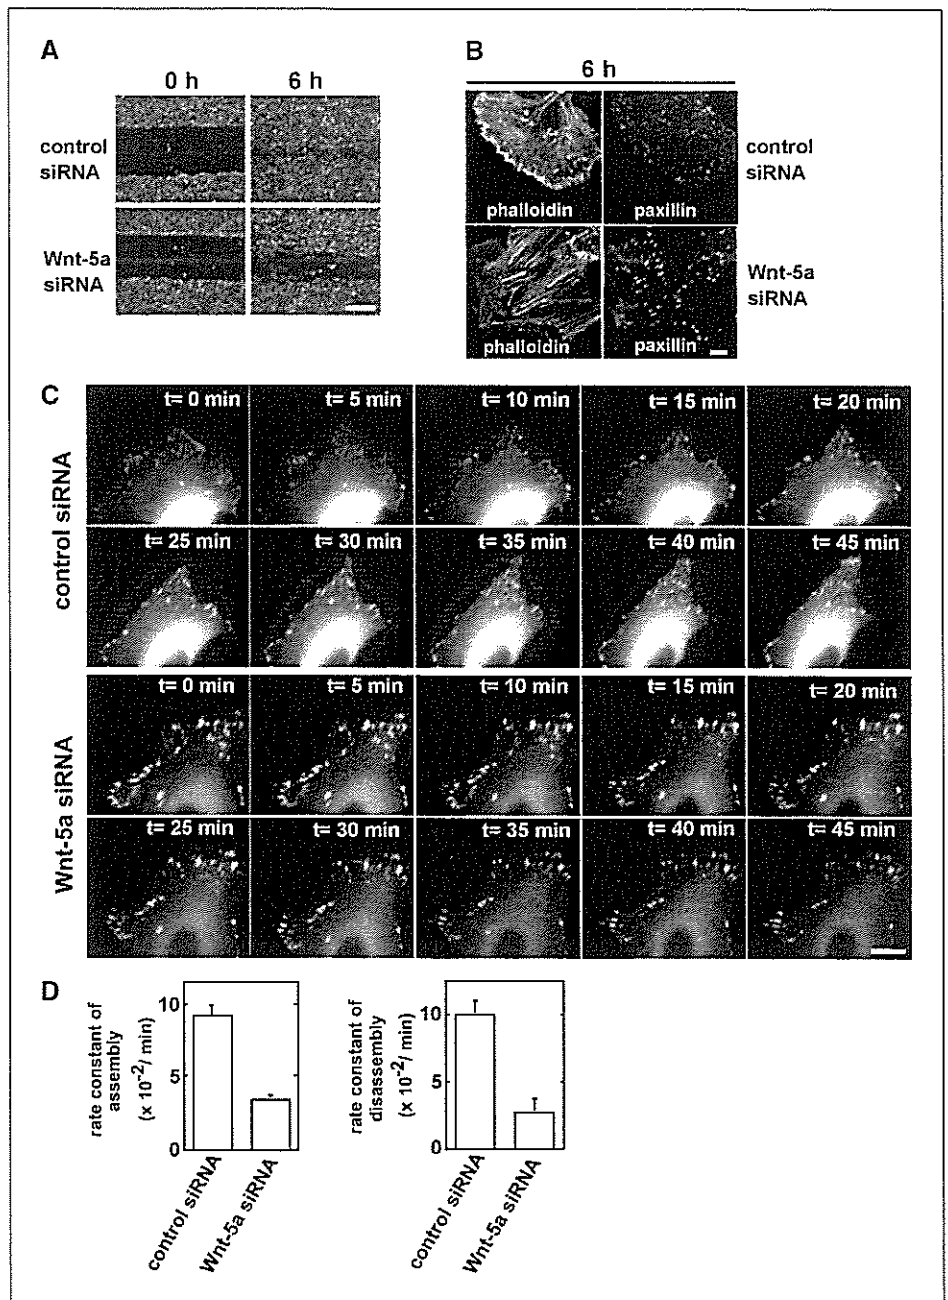 A
0 h 6 h
control
siRNA
Wnt-5a
siRNA
B
6 h
control
siRNA
phalloidin paxillin
Wnt-5a
siRNA
phalloidin paxillin
C
control siRNA
t= 0 min t= 5 min t= 10 min t= 15 min t= 20 min
t= 25 min t= 30 min t= 35 min t= 40 min t= 45 min
Wnt-5a siRNA
t= 0 min t= 5 min t= 10 min t= 15 min t= 20 min
t= 25 min t= 30 min t= 35 min t= 40 min t= 45 min
D
rate constant of
assembly
(x 10⁻²/ min)
10
5
0
control siRNA
Wnt-5a siRNA
rate constant of
disassembly
(x 10⁻²/ min)
10
5
0
control siRNA
Wnt-5a siRNA